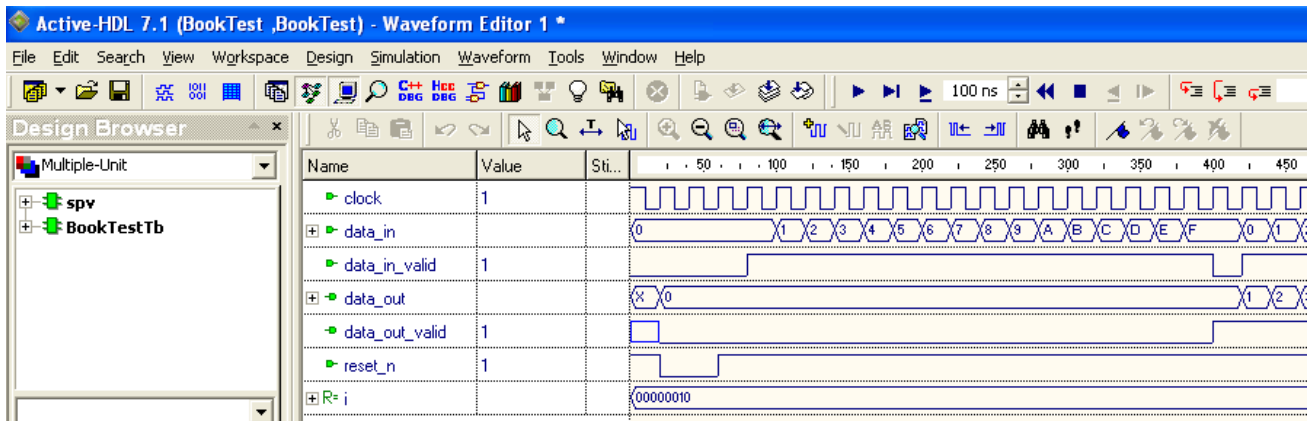 Active-HDL 7.1 (BookTest ,BookTest) - Waveform Editor 1 *
File Edit Search View Workspace Design Simulation Waveform Tools Window Help
C++ DBG HDL DBG 100 ns
Design Browser
Multiple-Unit
spv
BookTestTb
Name Value Sti... 50 100 150 200 250 300 350 400 450
clock 1
data_in 0 1 2 3 4 5 6 7 8 9 A B C D E F 0 1
data_in_valid 1
data_out X 0 1 2
data_out_valid 1
reset_n 1
R= i 00000010